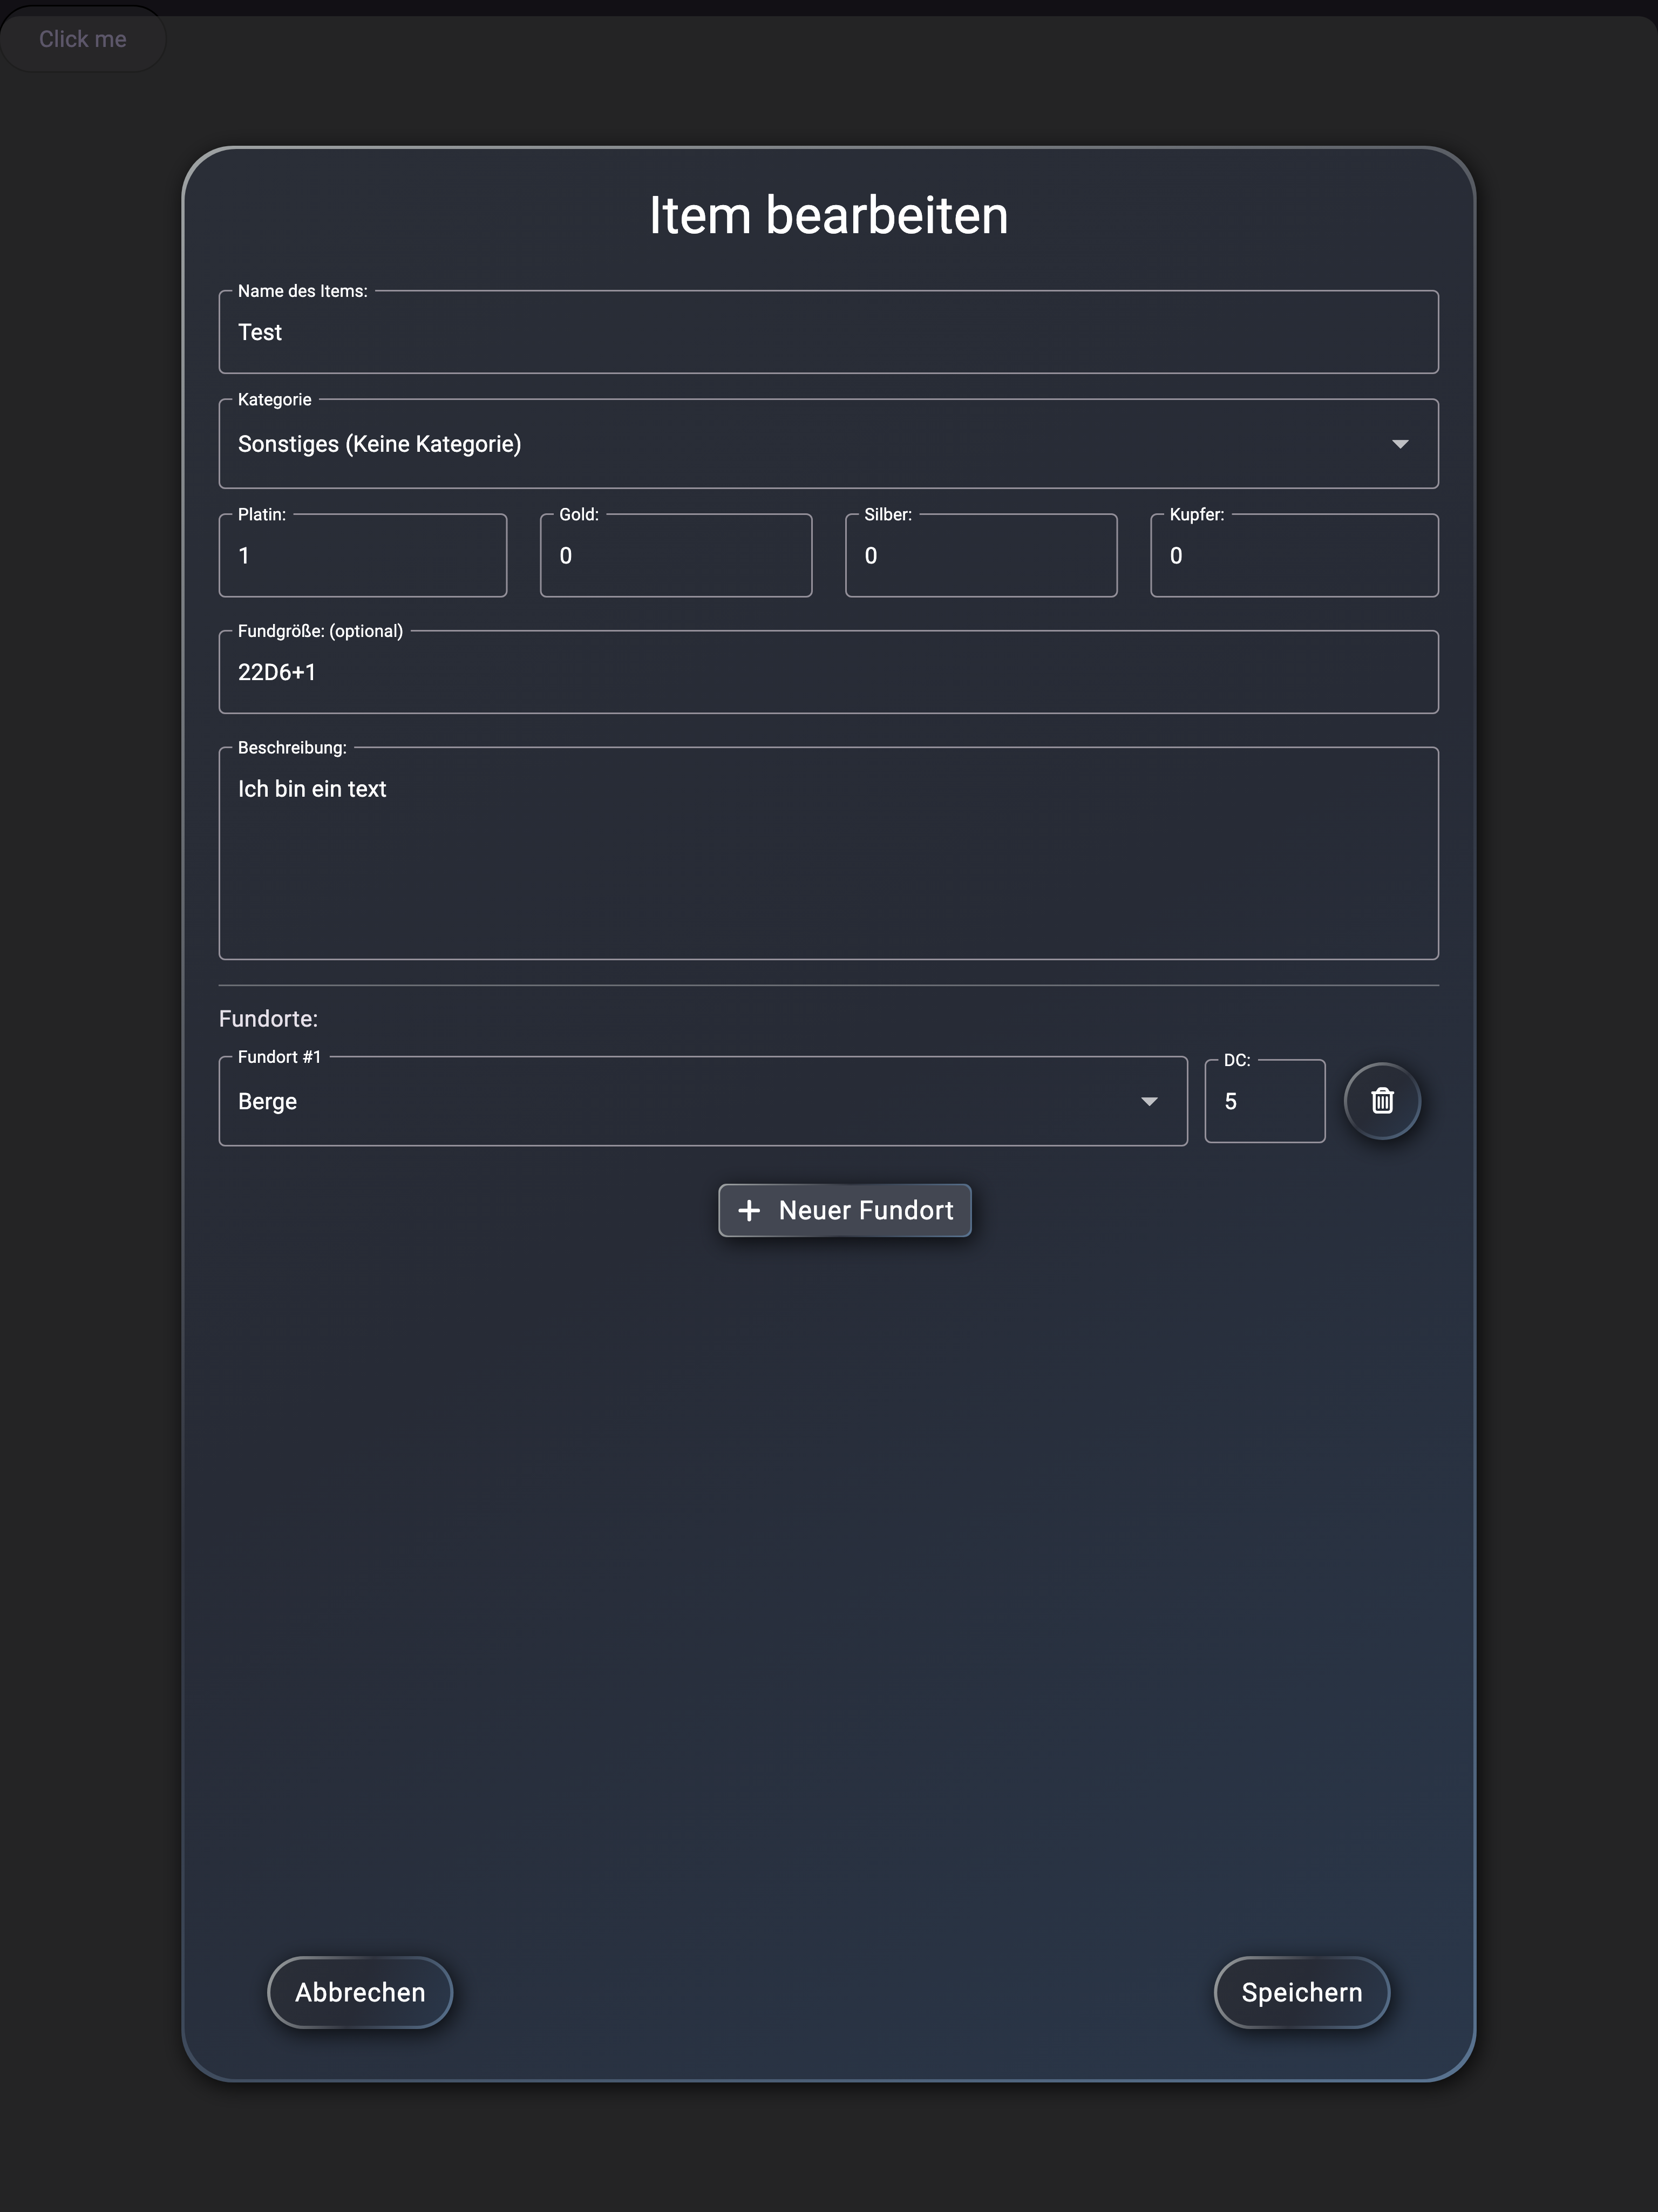 Click me
Item bearbeiten
Name des Items:
Test
Kategorie
Sonstiges (Keine Kategorie)
Platin: Gold: Silber: Kupfer:
1 0 0 0
Fundgröße: (optional)
22D6+1
Beschreibung:
Ich bin ein text
Fundorte:
Fundort #1 DC:
Berge 5
+ Neuer Fundort
Abbrechen Speichern